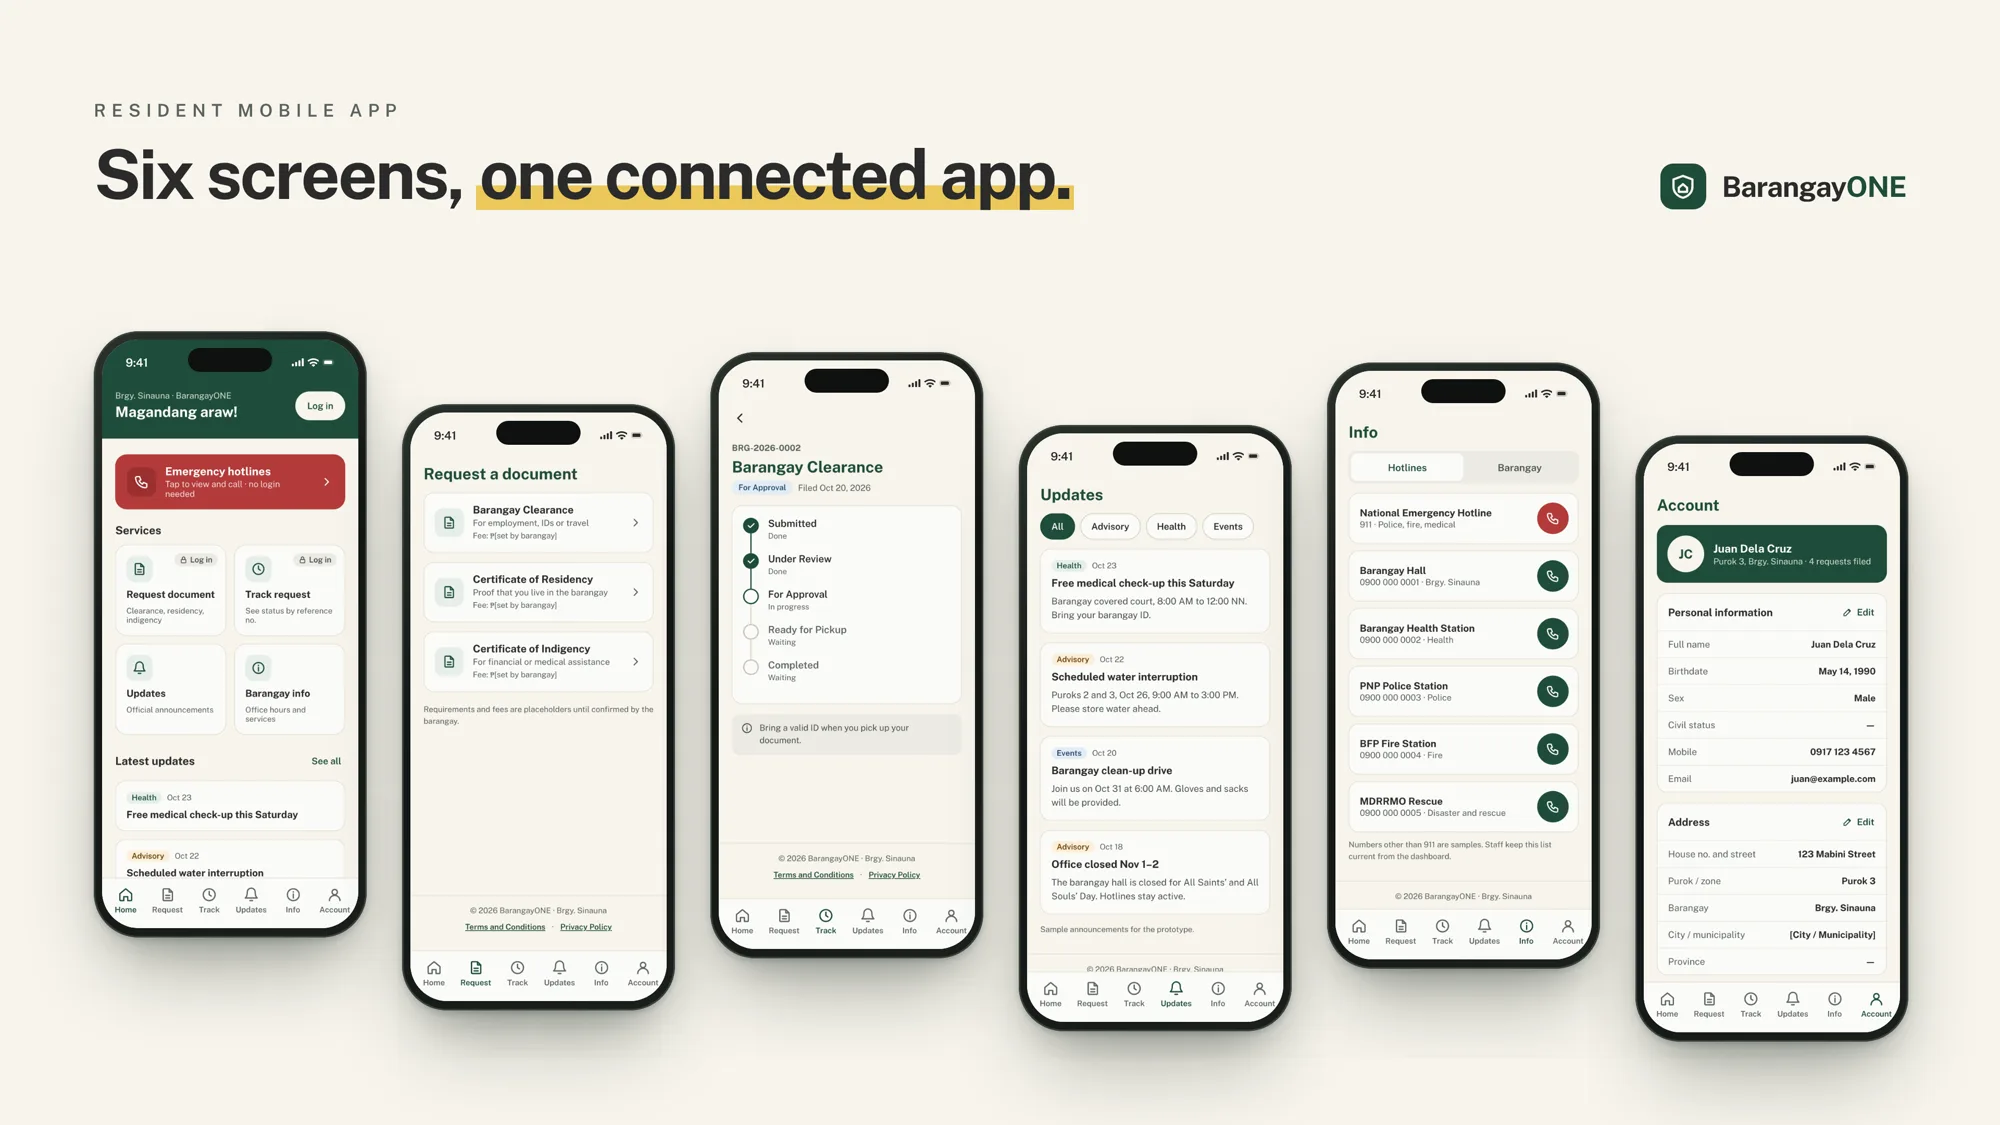 RESIDENT MOBILE APP
Six screens, one connected app.
BarangayONE
9:41
Brgy. Sinauna · BarangayONE
Magandang araw!
Log in
Emergency hotlines
Tap to view and call · no login
needed
Services
Log in
Request document
Clearance, residency,
indigency
Log in
Track request
See status by reference
no.
Updates
Official announcements
Barangay info
Office hours and
services
Latest updates
See all
Health Oct 23
Free medical check-up this Saturday
Advisory Oct 22
Scheduled water interruption
Home Request Track Updates Info Account
9:41
Request a document
Barangay Clearance
For employment, IDs or travel
Fee: ₱[set by barangay]
Certificate of Residency
Proof that you live in the barangay
Fee: ₱[set by barangay]
Certificate of Indigency
For financial or medical assistance
Fee: ₱[set by barangay]
Requirements and fees are placeholders until confirmed by the
barangay.
© 2026 BarangayONE · Brgy. Sinauna
Terms and Conditions · Privacy Policy
Home Request Track Updates Info Account
9:41
BRG-2026-0002
Barangay Clearance
For Approval Filed Oct 20, 2026
Submitted
Done
Under Review
Done
For Approval
In progress
Ready for Pickup
Waiting
Completed
Waiting
Bring a valid ID when you pick up your
document.
© 2026 BarangayONE · Brgy. Sinauna
Terms and Conditions · Privacy Policy
Home Request Track Updates Info Account
9:41
Updates
All Advisory Health Events
Health Oct 23
Free medical check-up this Saturday
Barangay covered court, 8:00 AM to 12:00 NN.
Bring your barangay ID.
Advisory Oct 22
Scheduled water interruption
Puroks 2 and 3, Oct 26, 9:00 AM to 3:00 PM.
Please store water ahead.
Events Oct 20
Barangay clean-up drive
Join us on Oct 31 at 6:00 AM. Gloves and sacks
will be provided.
Advisory Oct 18
Office closed Nov 1–2
The barangay hall is closed for All Saints' and All
Souls' Day. Hotlines stay active.
Sample announcements for the prototype.
© 2026 BarangayONE · Brgy. Sinauna
Home Request Track Updates Info Account
9:41
Info
Hotlines Barangay
National Emergency Hotline
911 · Police, fire, medical
Barangay Hall
0900 000 0001 · Brgy. Sinauna
Barangay Health Station
0900 000 0002 · Health
PNP Police Station
0900 000 0003 · Police
BFP Fire Station
0900 000 0004 · Fire
MDRRMO Rescue
0900 000 0005 · Disaster and rescue
Numbers other than 911 are samples. Staff keep this list
current from the dashboard.
© 2026 BarangayONE · Brgy. Sinauna
Home Request Track Updates Info Account
9:41
Account
JC
Juan Dela Cruz
Purok 3, Brgy. Sinauna · 4 requests filed
Personal information Edit
Full name Juan Dela Cruz
Birthdate May 14, 1990
Sex Male
Civil status —
Mobile 0917 123 4567
Email juan@example.com
Address Edit
House no. and street 123 Mabini Street
Purok / zone Purok 3
Barangay Brgy. Sinauna
City / municipality [City / Municipality]
Province —
Home Request Track Updates Info Account